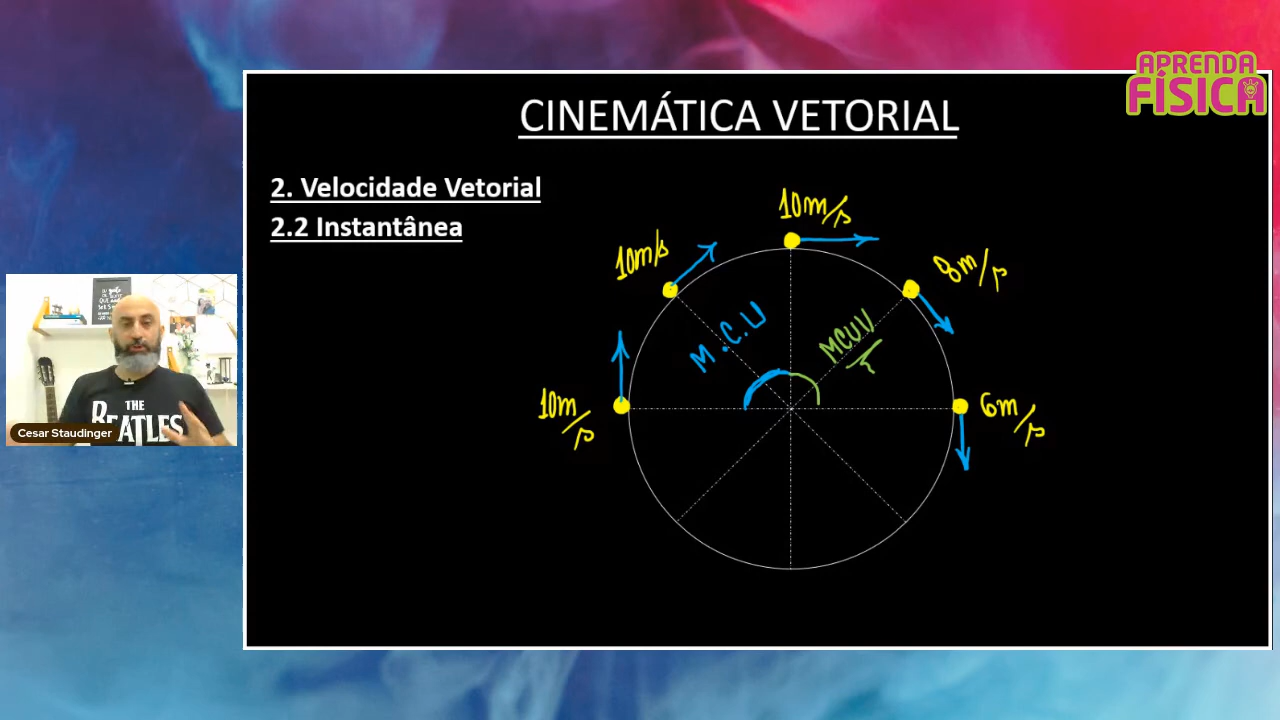 APRENDA
FÍSICA
CINEMÁTICA VETORIAL
2. Velocidade Vetorial
2.2 Instantânea
10m/s
10m/s
8m/s
10m/s
M.C.U
MCUV
10m/s
6m/s
THE
BEATLES
Cesar Staudinger